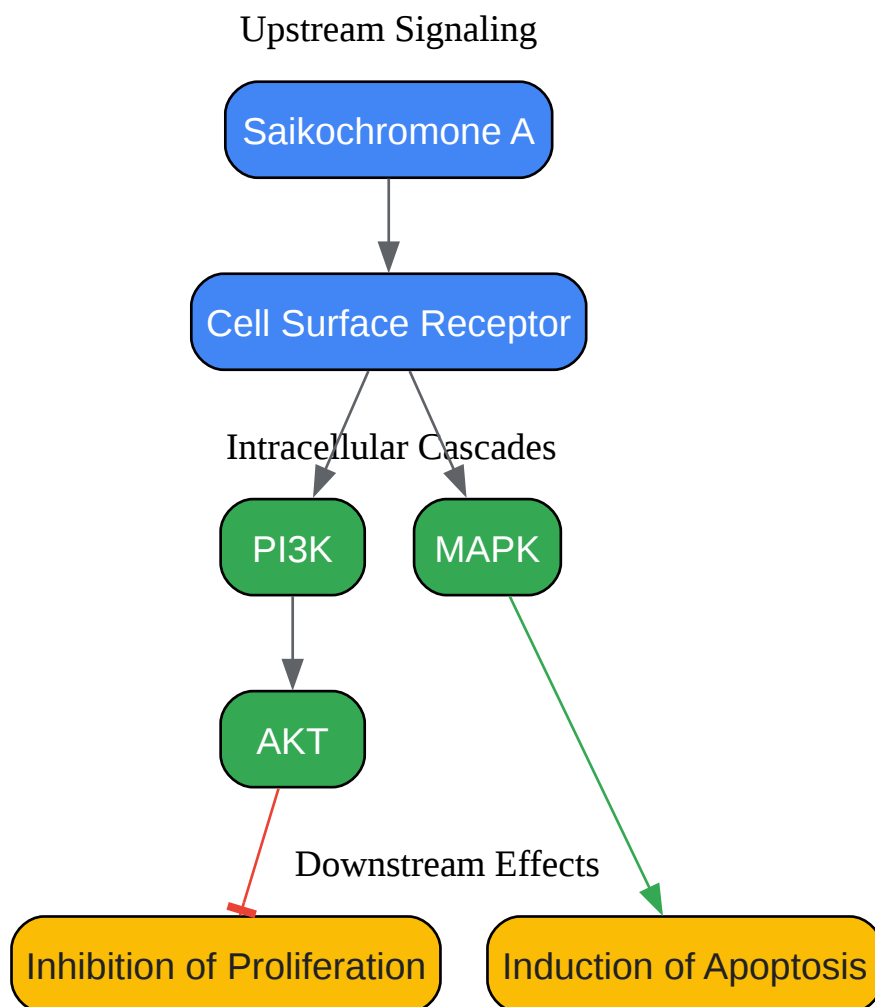 Upstream Signaling
Saikochromone A
Cell Surface Receptor
Intracellular Cascades
PI3K
MAPK
AKT
Downstream Effects
Inhibition of Proliferation
Induction of Apoptosis